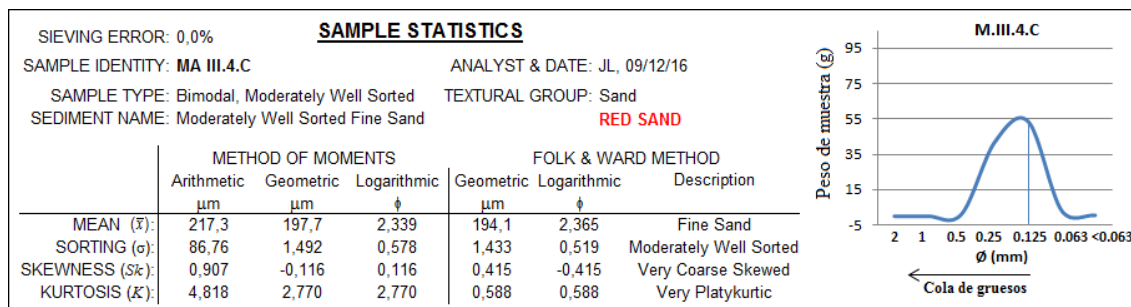 SAMPLE STATISTICS
SIEVING ERROR: 0,0%
SAMPLE IDENTITY: MA III.4.C ANALYST & DATE: JL, 09/12/16
SAMPLE TYPE: Bimodal, Moderately Well Sorted TEXTURAL GROUP: Sand
SEDIMENT NAME: Moderately Well Sorted Fine Sand RED SAND
METHOD OF MOMENTS FOLK & WARD METHOD
Arithmetic Geometric Logarithmic Geometric Logarithmic Description
μm μm ϕ μm ϕ
MEAN (x̄): 217,3 197,7 2,339 194,1 2,365 Fine Sand
SORTING (σ): 86,76 1,492 0,578 1,433 0,519 Moderately Well Sorted
SKEWNESS (Sk): 0,907 -0,116 0,116 0,415 -0,415 Very Coarse Skewed
KURTOSIS (K): 4,818 2,770 2,770 0,588 0,588 Very Platykurtic
M.III.4.C
Peso de muestra (g)
95
75
55
35
15
-5
2 1 0.5 0.25 0.125 0.063 <0.063
Ø (mm)
Cola de gruesos